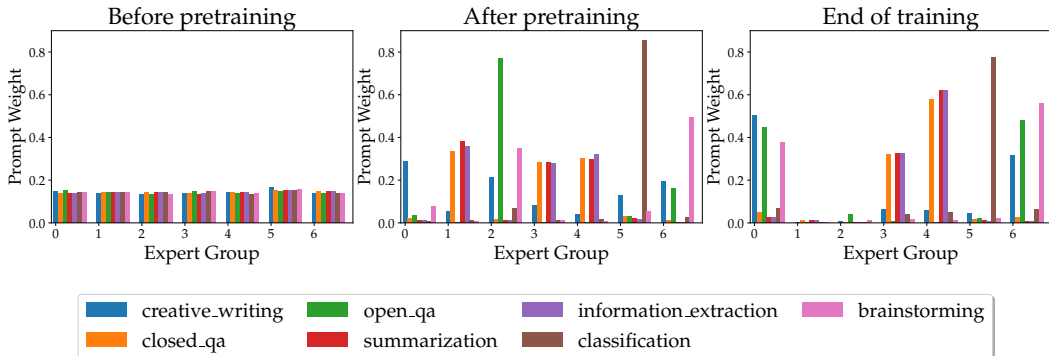 Before pretraining
After pretraining
End of training
Prompt Weight
0.8
0.6
0.4
0.2
0.0
0 1 2 3 4 5 6
Expert Group
Prompt Weight
0.8
0.6
0.4
0.2
0.0
0 1 2 3 4 5 6
Expert Group
Prompt Weight
0.8
0.6
0.4
0.2
0.0
0 1 2 3 4 5 6
Expert Group
creative_writing
open_qa
information_extraction
brainstorming
closed_qa
summarization
classification